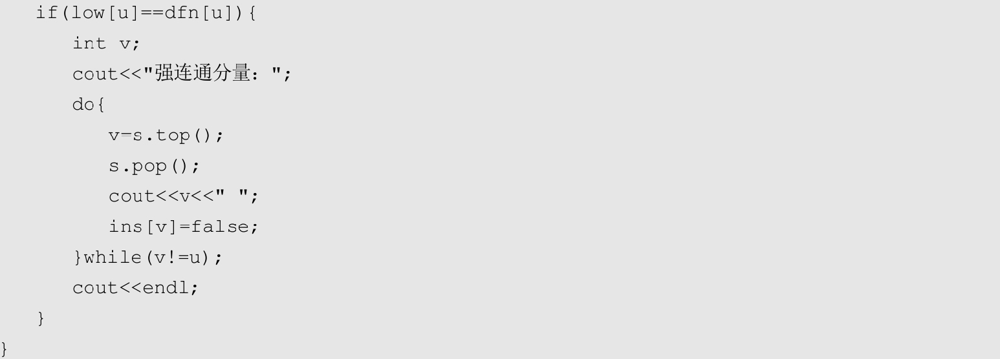 if(low[u]==dfn[u]){
int v;
cout<<"强连通分量：";
do{
v=s.top();
s.pop();
cout<<v<<" ";
ins[v]=false;
}while(v!=u);
cout<<endl;
}
}